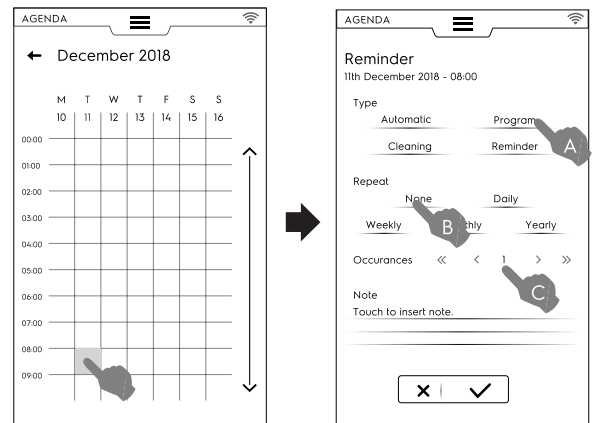 AGENDA
December 2018
M T W T F S S
10 11 12 13 14 15 16
00:00
01:00
02:00
03:00
04:00
05:00
06:00
07:00
08:00
09:00
AGENDA
Reminder
11th December 2018 - 08:00
Type
Automatic Program
A
Cleaning Reminder
Repeat
None Daily
B
Weekly thly Yearly
Occurances « < 1 > »
C
Note
Touch to insert note.